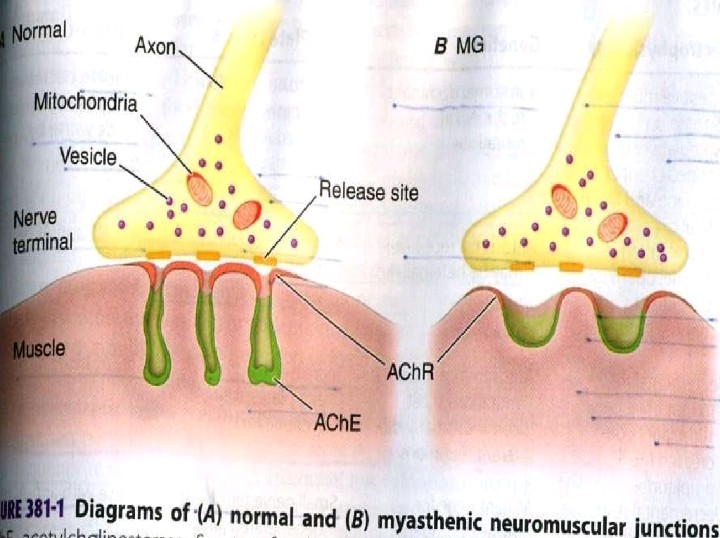 Normal
B MG
Axon
Mitochondria
Vesicle
Release site
Nerve
terminal
Muscle
AChR
AChE
URE 381-1 Diagrams of (A) normal and (B) myasthenic neuromuscular junctions